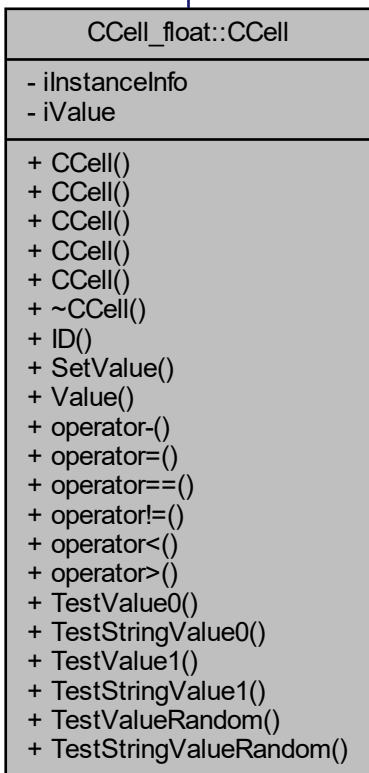 CCell_float::CCell
- iInstanceInfo
- iValue
+ CCell()
+ CCell()
+ CCell()
+ CCell()
+ CCell()
+ ~CCell()
+ ID()
+ SetValue()
+ Value()
+ operator-()
+ operator=()
+ operator==()
+ operator!=()
+ operator<()
+ operator>()
+ TestValue0()
+ TestStringValue0()
+ TestValue1()
+ TestStringValue1()
+ TestValueRandom()
+ TestStringValueRandom()